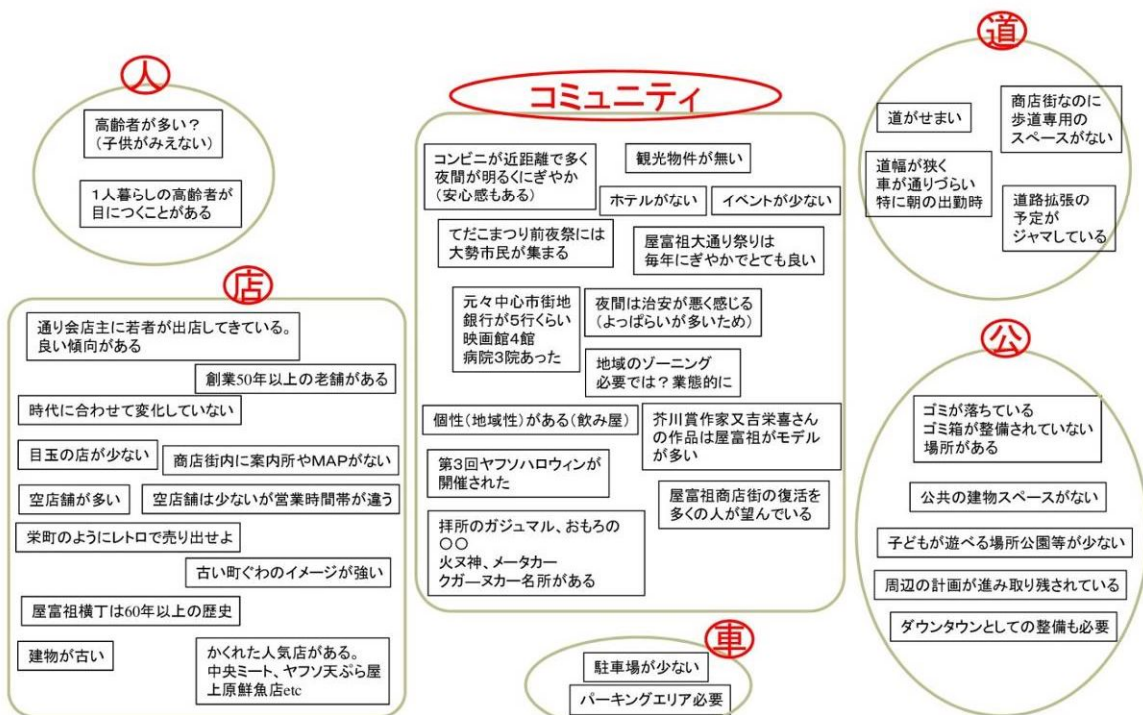 人
高齢者が多い？
（子供がみえない）
１人暮らしの高齢者が
目につくことがある
店
通り会店主に若者が出店してきている。
良い傾向がある
創業50年以上の老舗がある
時代に合わせて変化していない
目玉の店が少ない
商店街内に案内所やMAPがない
空店舗が多い
空店舗は少ないが営業時間帯が違う
栄町のようにレトロで売り出せよ
古い町ぐわのイメージが強い
屋富祖横丁は60年以上の歴史
建物が古い
かくれた人気店がある。
中央ミート、ヤフソ天ぷら屋
上原鮮魚店etc
コミュニティ
コンビニが近距離で多く
夜間が明るくにぎやか
（安心感もある）
観光物件が無い
ホテルがない
イベントが少ない
てだこまつり前夜祭には
大勢市民が集まる
屋富祖大通り祭りは
毎年にぎやかでとても良い
元々中心市街地
銀行が５行くらい
映画館４館
病院３院あった
夜間は治安が悪く感じる
（よっぱらいが多いため）
地域のゾーニング
必要では？業態的に
個性（地域性）がある（飲み屋）
芥川賞作家又吉栄喜さん
の作品は屋富祖がモデル
が多い
第３回ヤフソハロウィンが
開催された
屋富祖商店街の復活を
多くの人が望んでいる
拝所のガジュマル、おもろの
○○
火ヌ神、メータカー
クガーヌカー名所がある
車
駐車場が少ない
パーキングエリア必要
道
道がせまい
商店街なのに
歩道専用の
スペースがない
道幅が狭く
車が通りづらい
特に朝の出勤時
道路拡張の
予定が
ジャマしている
公
ゴミが落ちている
ゴミ箱が整備されていない
場所がある
公共の建物スペースがない
子どもが遊べる場所公園等が少ない
周辺の計画が進み取り残されている
ダウンタウンとしての整備も必要